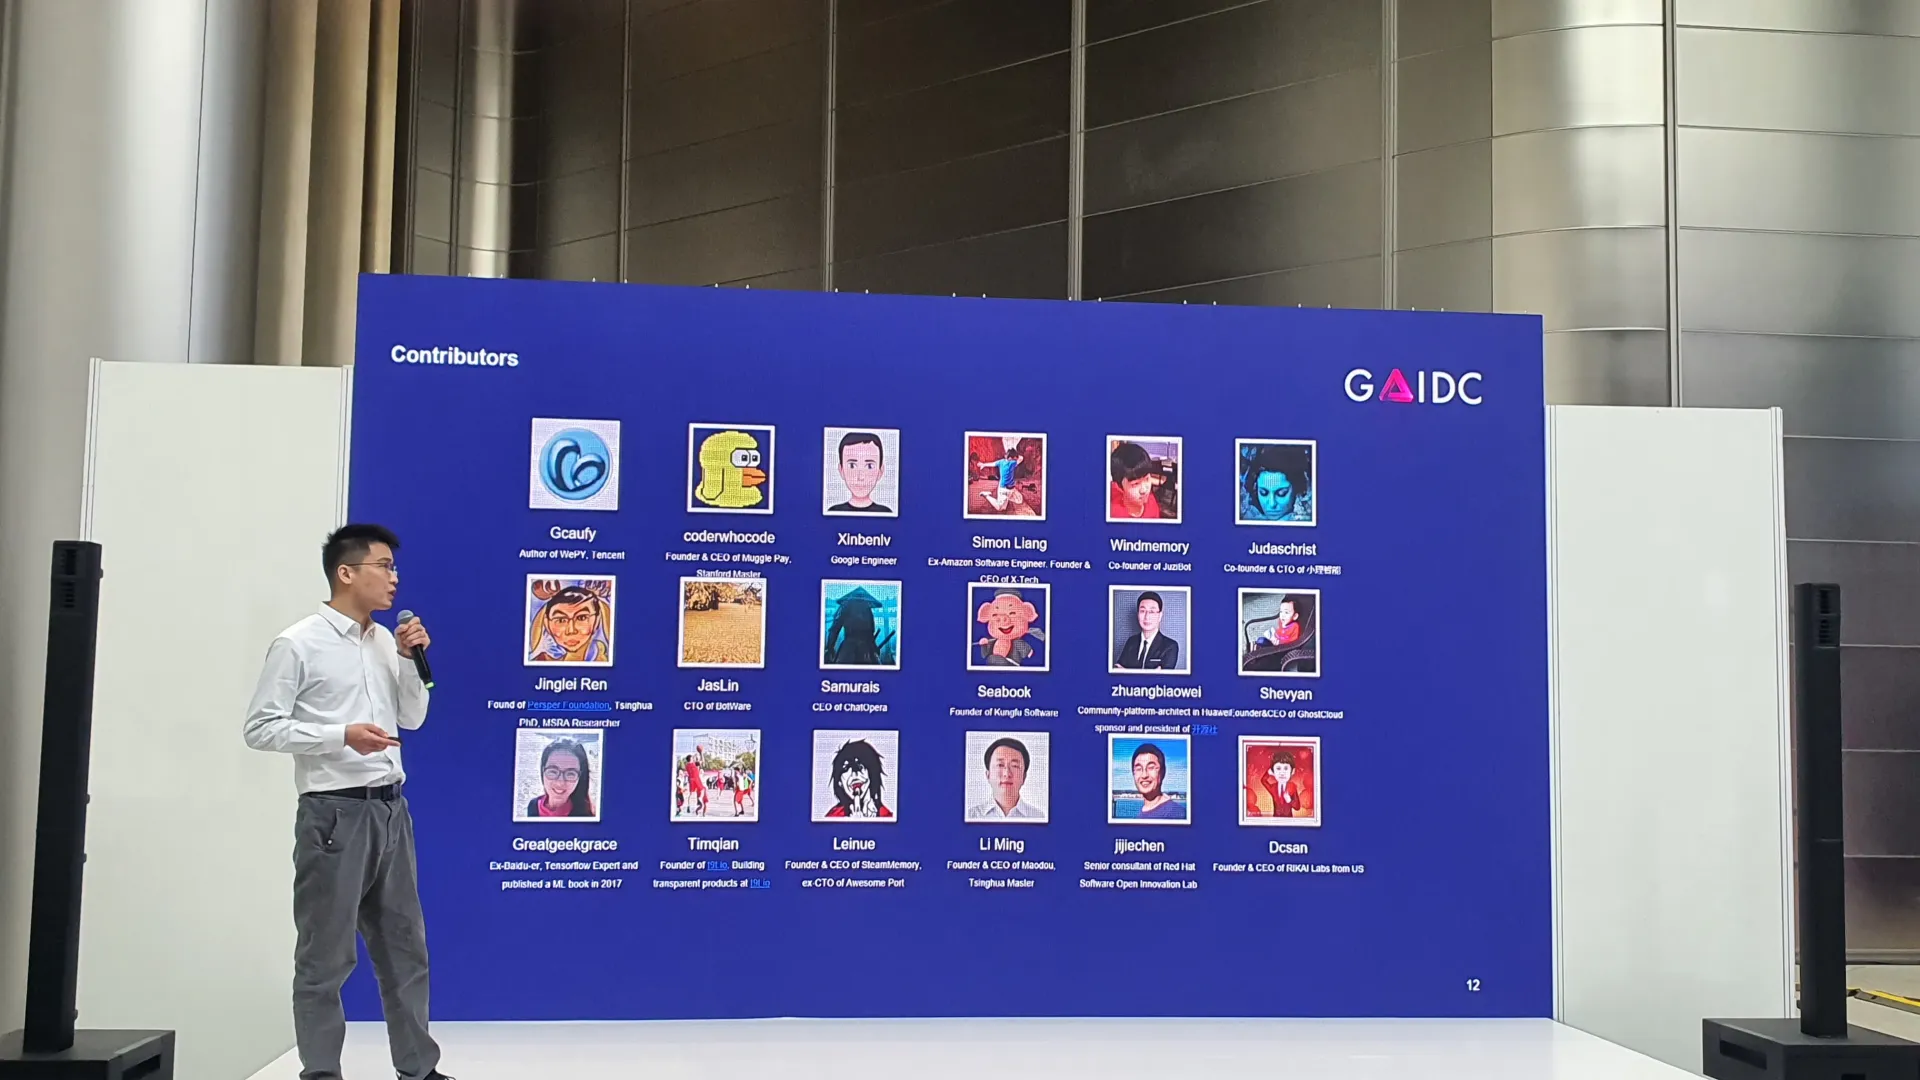 Contributors
GAIDC
Gcaufy
Author of WePY, Tencent
coderwhocode
Founder & CEO of Muggle Pay,
Stanford Master
Xinbenlv
Google Engineer
Simon Liang
Ex-Amazon Software Engineer. Founder &
CEO of X-Tech
Windmemory
Co-founder of JuziBot
Judaschrist
Co-founder & CTO of 小理智能
Jinglei Ren
Found of Persper Foundation, Tsinghua
PhD, MSRA Researcher
JasLin
CTO of BotWare
Samurais
CEO of ChatOpera
Seabook
Founder of Kungfu Software
zhuangbiaowei
Community-platform-architect in Huawei,
sponsor and president of 开源社
Shevyan
Founder&CEO of GhostCloud
Greatgeekgrace
Ex-Baidu-er, Tensorflow Expert and
published a ML book in 2017
Timqian
Founder of t9t.io. Building
transparent products at t9t.io
Leinue
Founder & CEO of SteamMemory,
ex-CTO of Awesome Port
Li Ming
Founder & CEO of Maodou,
Tsinghua Master
jijiechen
Senior consultant of Red Hat
Software Open Innovation Lab
Dcsan
Founder & CEO of RIKAI Labs from US
12